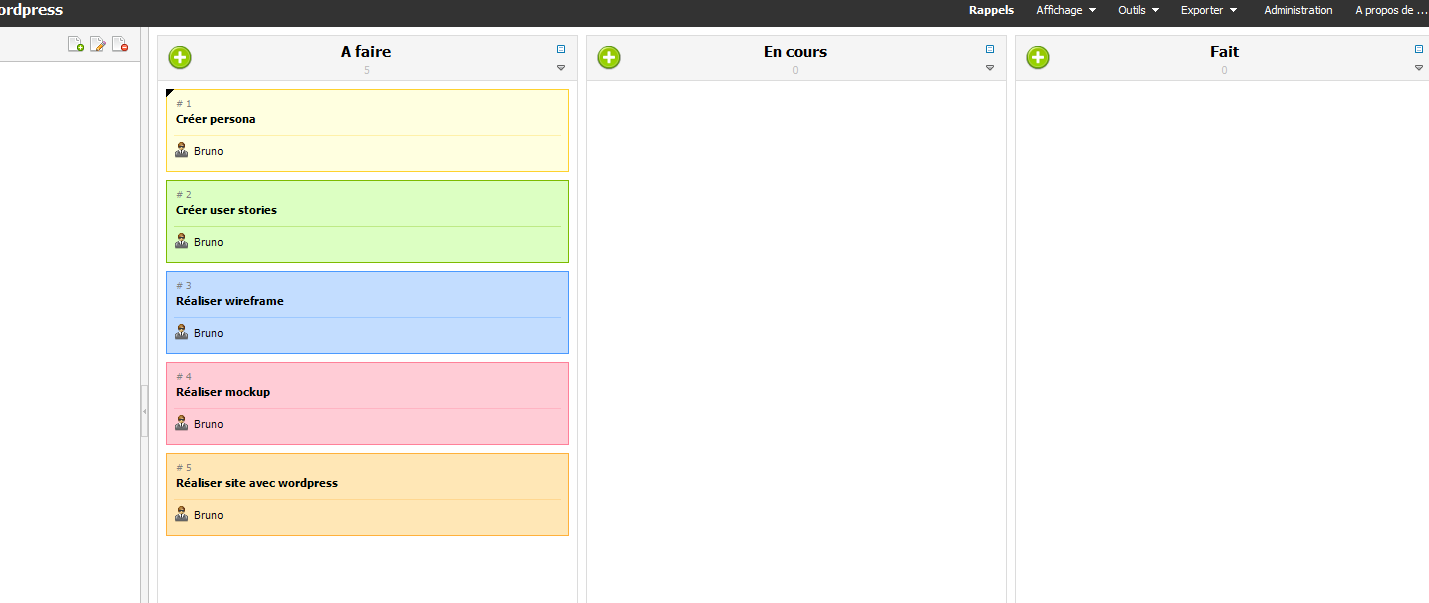 ordpress
Rappels Affichage Outils Exporter Administration A propos de ...
A faire
5
En cours
0
Fait
0
# 1
Créer persona
Bruno
# 2
Créer user stories
Bruno
# 3
Réaliser wireframe
Bruno
# 4
Réaliser mockup
Bruno
# 5
Réaliser site avec wordpress
Bruno